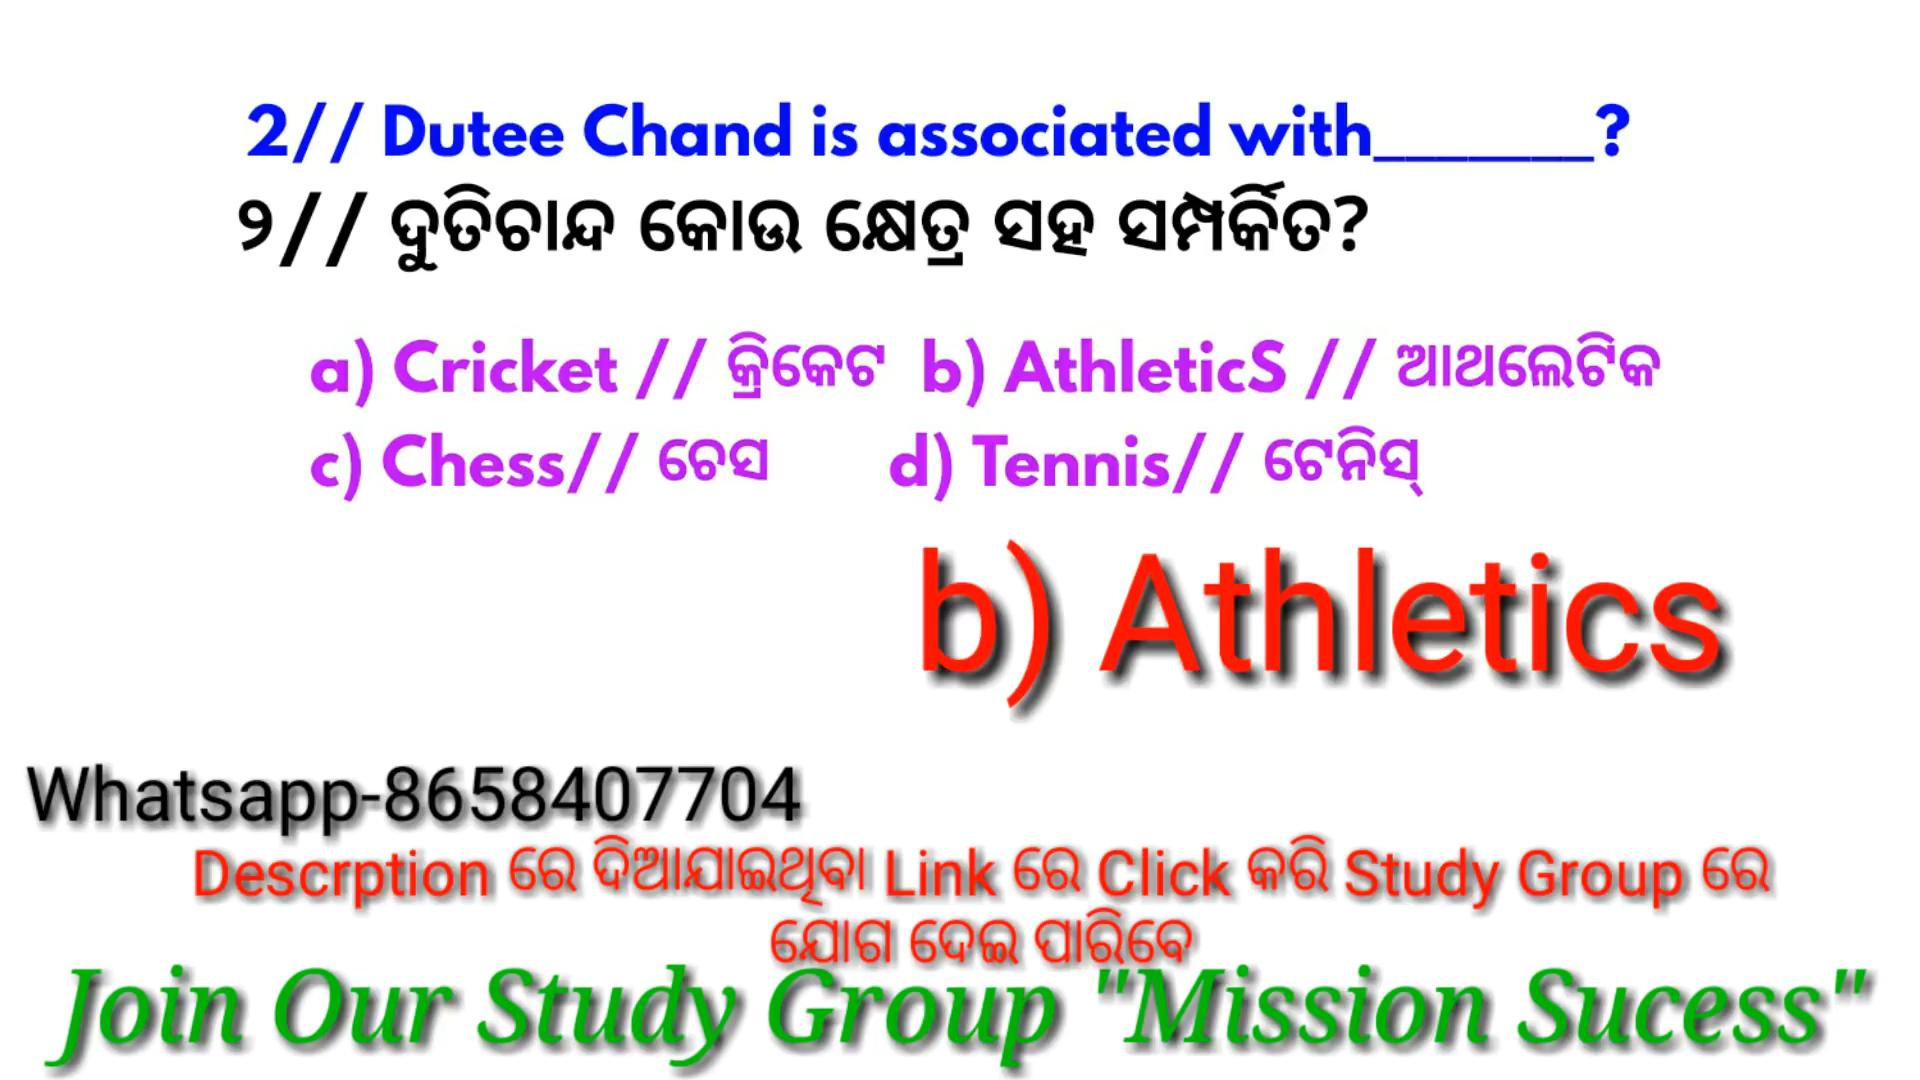 2// Dutee Chand is associated with_______?
୨// ଦୁତିଚାନ୍ଦ କୋଉ କ୍ଷେତ୍ର ସହ ସମ୍ପର୍କିତ?
a) Cricket // କ୍ରିକେଟ b) AthleticS // ଆଥଲେଟିକ
c) Chess// ଚେସ d) Tennis// ଟେନିସ୍
b) Athletics
Whatsapp-8658407704
Descrption ରେ ଦିଆଯାଇଥିବା Link ରେ Click କରି Study Group ରେ
ଯୋଗ ଦେଇ ପାରିବେ
Join Our Study Group "Mission Sucess"